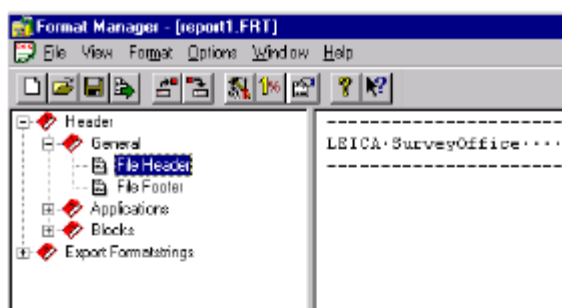 Format Manager - [report1.FRT]
File View Format Options Window Help
1%
Header
General
File Header
File Footer
Applications
Blocks
Export Formatstrings
--------------------
LEICA·SurveyOffice····
--------------------